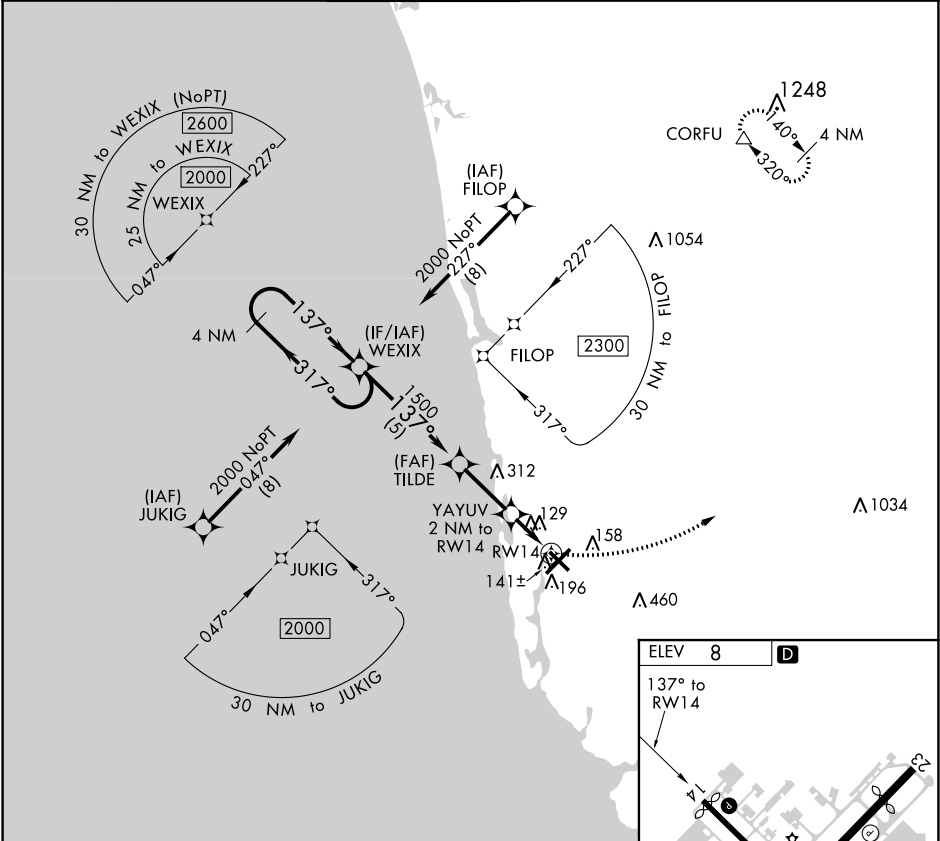 30 NM to WEXIX (NoPT)
2600
25 NM to WEXIX
2000
WEXIX
227°
047°
1248
CORFU
140°
4 NM
320°
(IAF)
FILOP
2000 NoPT
227°
(8)
1054
227°
FILOP
2300
30 NM to FILOP
317°
4 NM
137°
317°
(IF/IAF)
WEXIX
1500
137°
(5)
(FAF)
TILDE
312
(IAF)
JUKIG
2000 NoPT
047°
(8)
YAYUV
2 NM to
RW14
129
RW14
158
1034
141±
196
460
JUKIG
047°
317°
2000
30 NM to JUKIG
ELEV 8
D
137° to
RW14
14
23
P
P